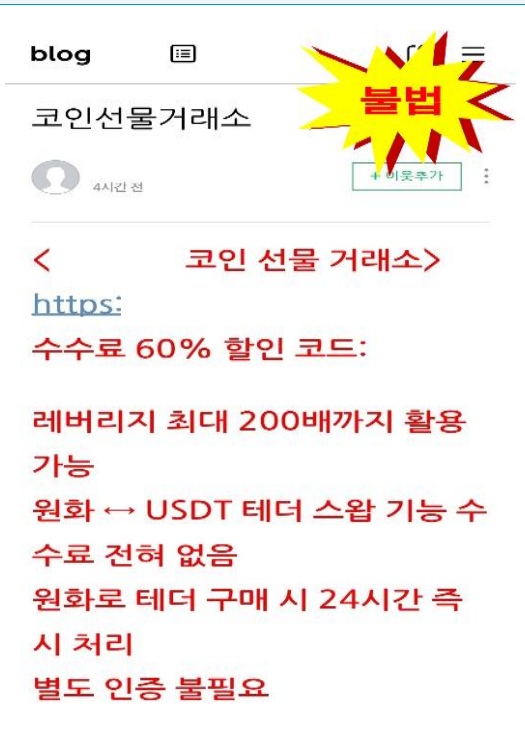 blog
불법
코인선물거래소
4시간 전
+ 이웃추가
< 코인 선물 거래소>
https:
수수료 60% 할인 코드:
레버리지 최대 200배까지 활용
가능
원화 ↔ USDT 테더 스왑 기능 수
수료 전혀 없음
원화로 테더 구매 시 24시간 즉
시 처리
별도 인증 불필요